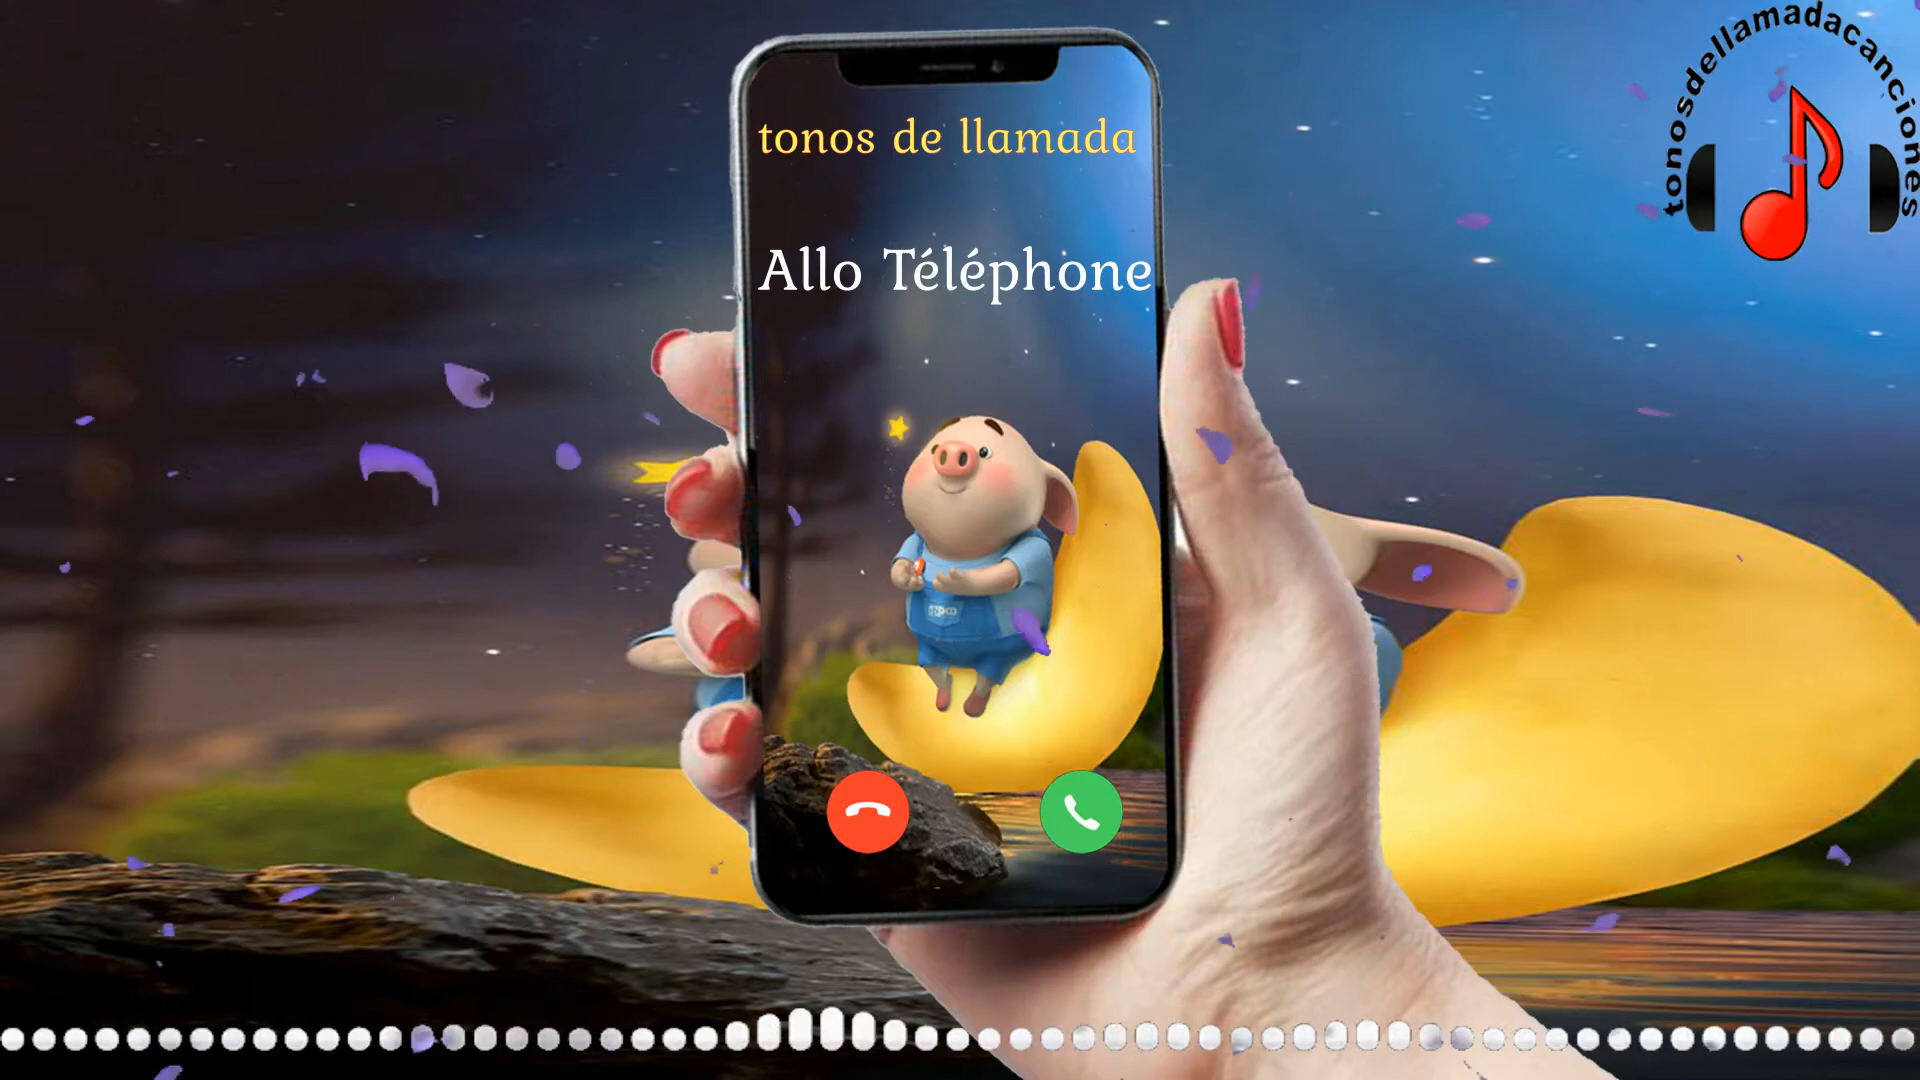 tonos de llamada
Allo Téléphone
tonosdellamadacanciones